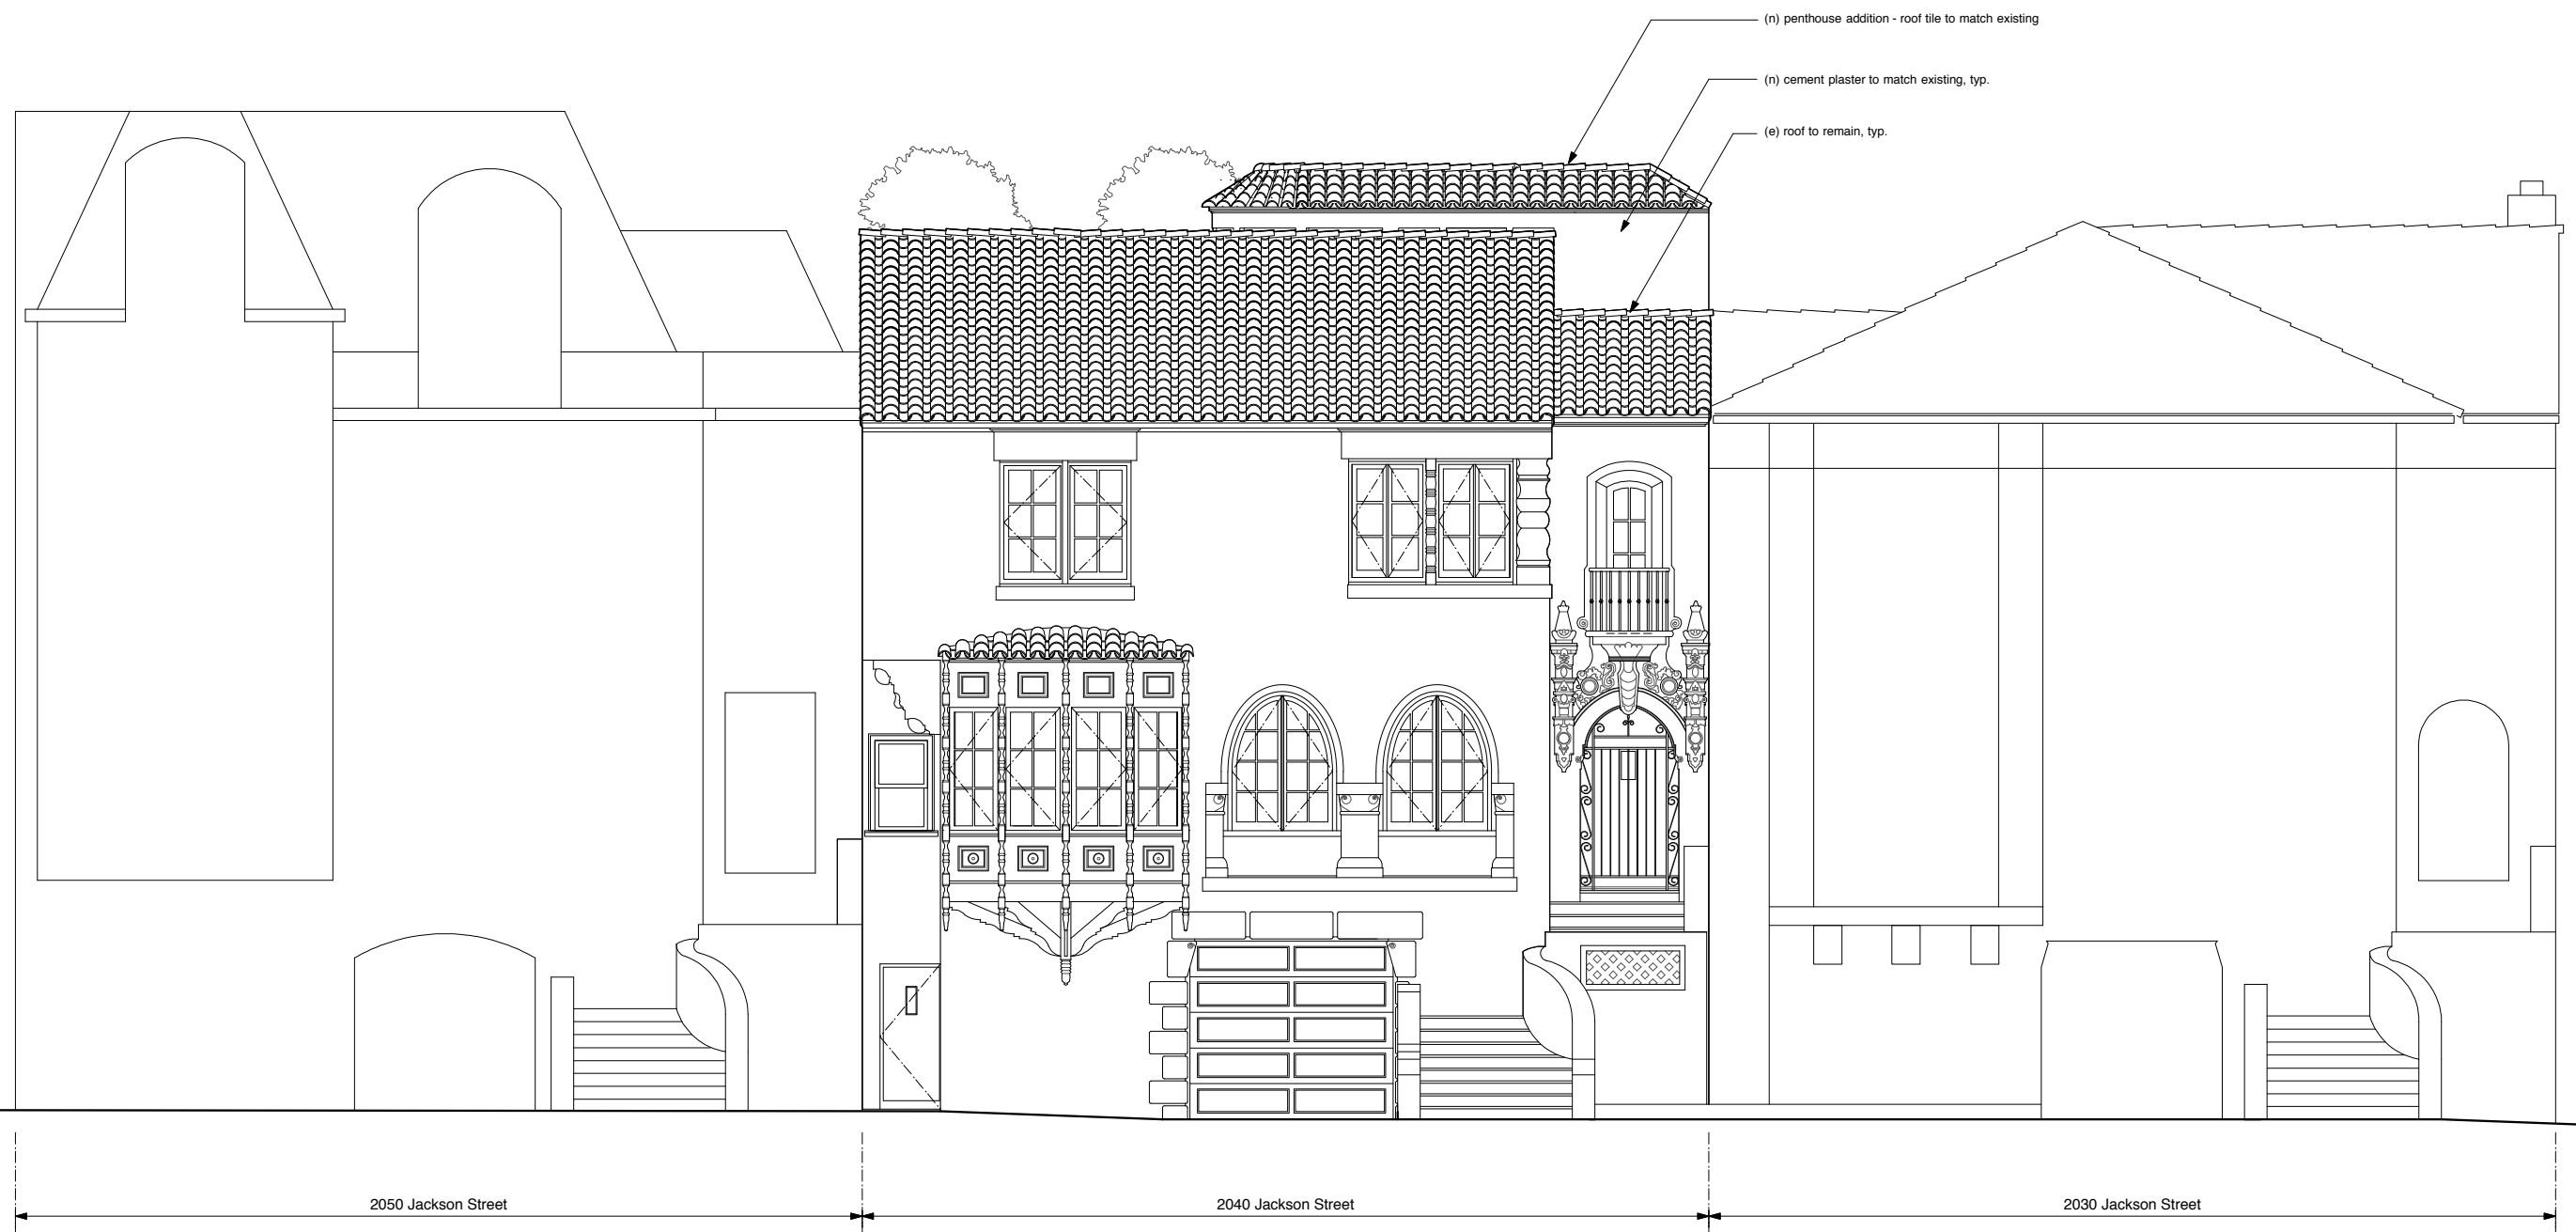 (n) penthouse addition - roof tile to match existing
(n) cement plaster to match existing, typ.
(e) roof to remain, typ.
2050 Jackson Street
2040 Jackson Street
2030 Jackson Street